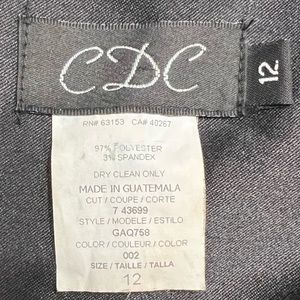 CDC
12
RN# 63153 CA# 40267
97% POLYESTER
3% SPANDEX
DRY CLEAN ONLY
MADE IN GUATEMALA
CUT / COUPE / CORTE
7 43699
STYLE / MODELE / ESTILO
GAQ758
COLOR / COULEUR / COLOR
002
SIZE / TAILLE / TALLA
12